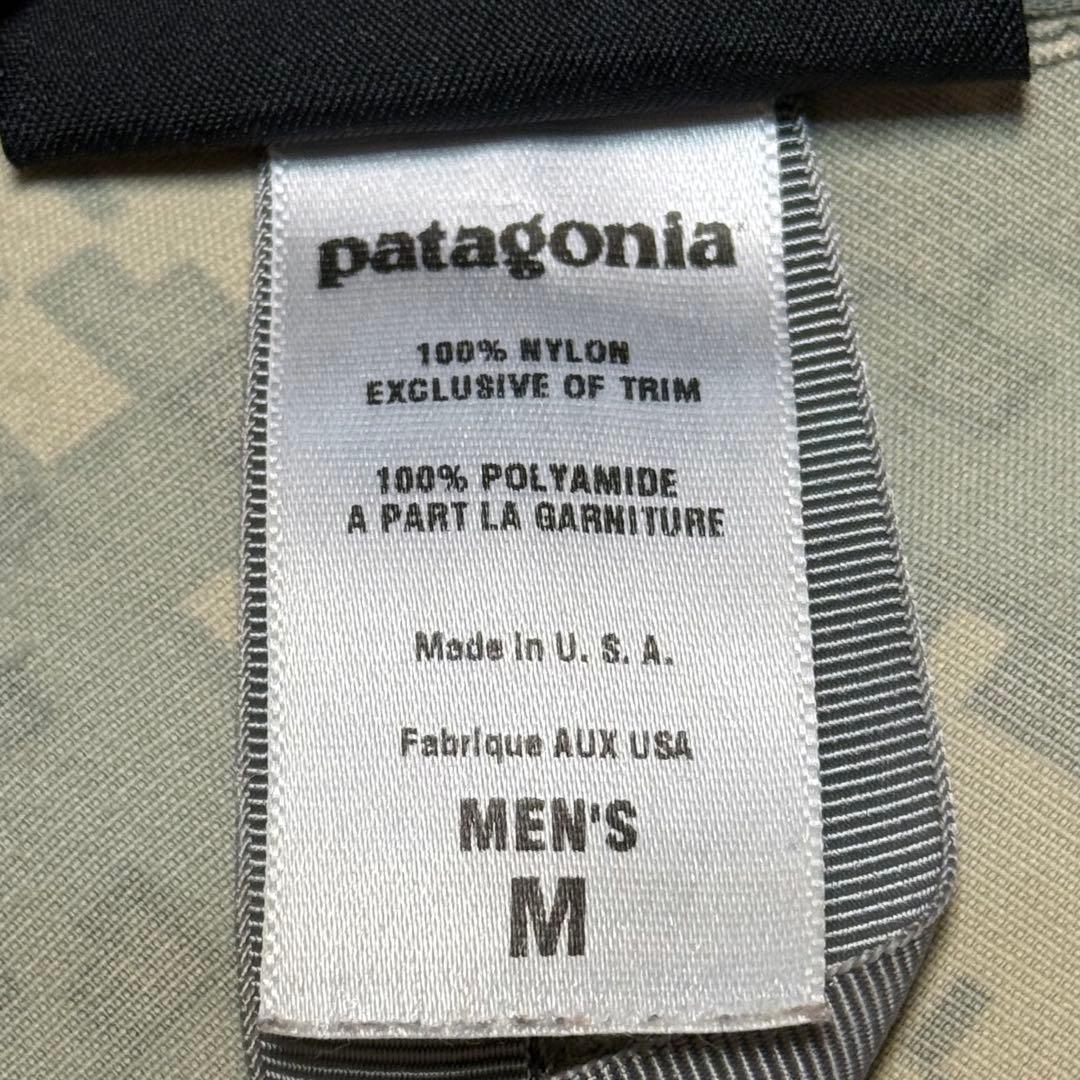 patagonia
100% NYLON
EXCLUSIVE OF TRIM
100% POLYAMIDE
A PART LA GARNITURE
Made In U. S. A.
Fabrique AUX USA
MEN'S
M